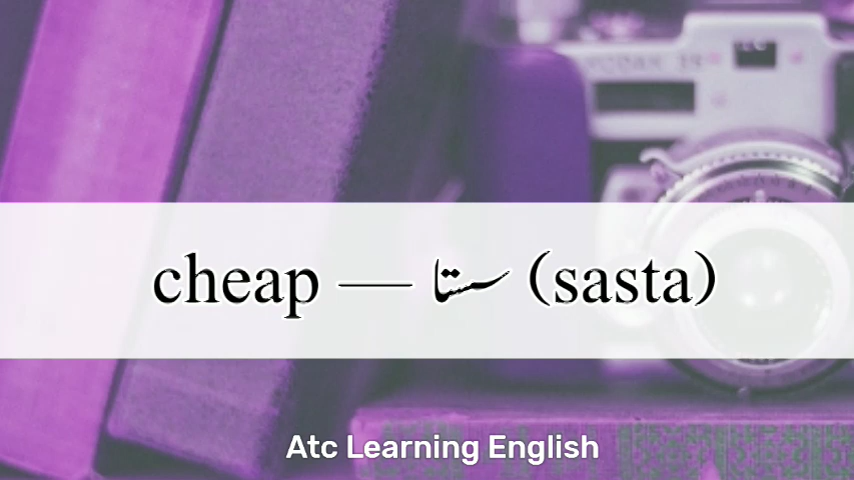 cheap — سستا (sasta)
Atc Learning English